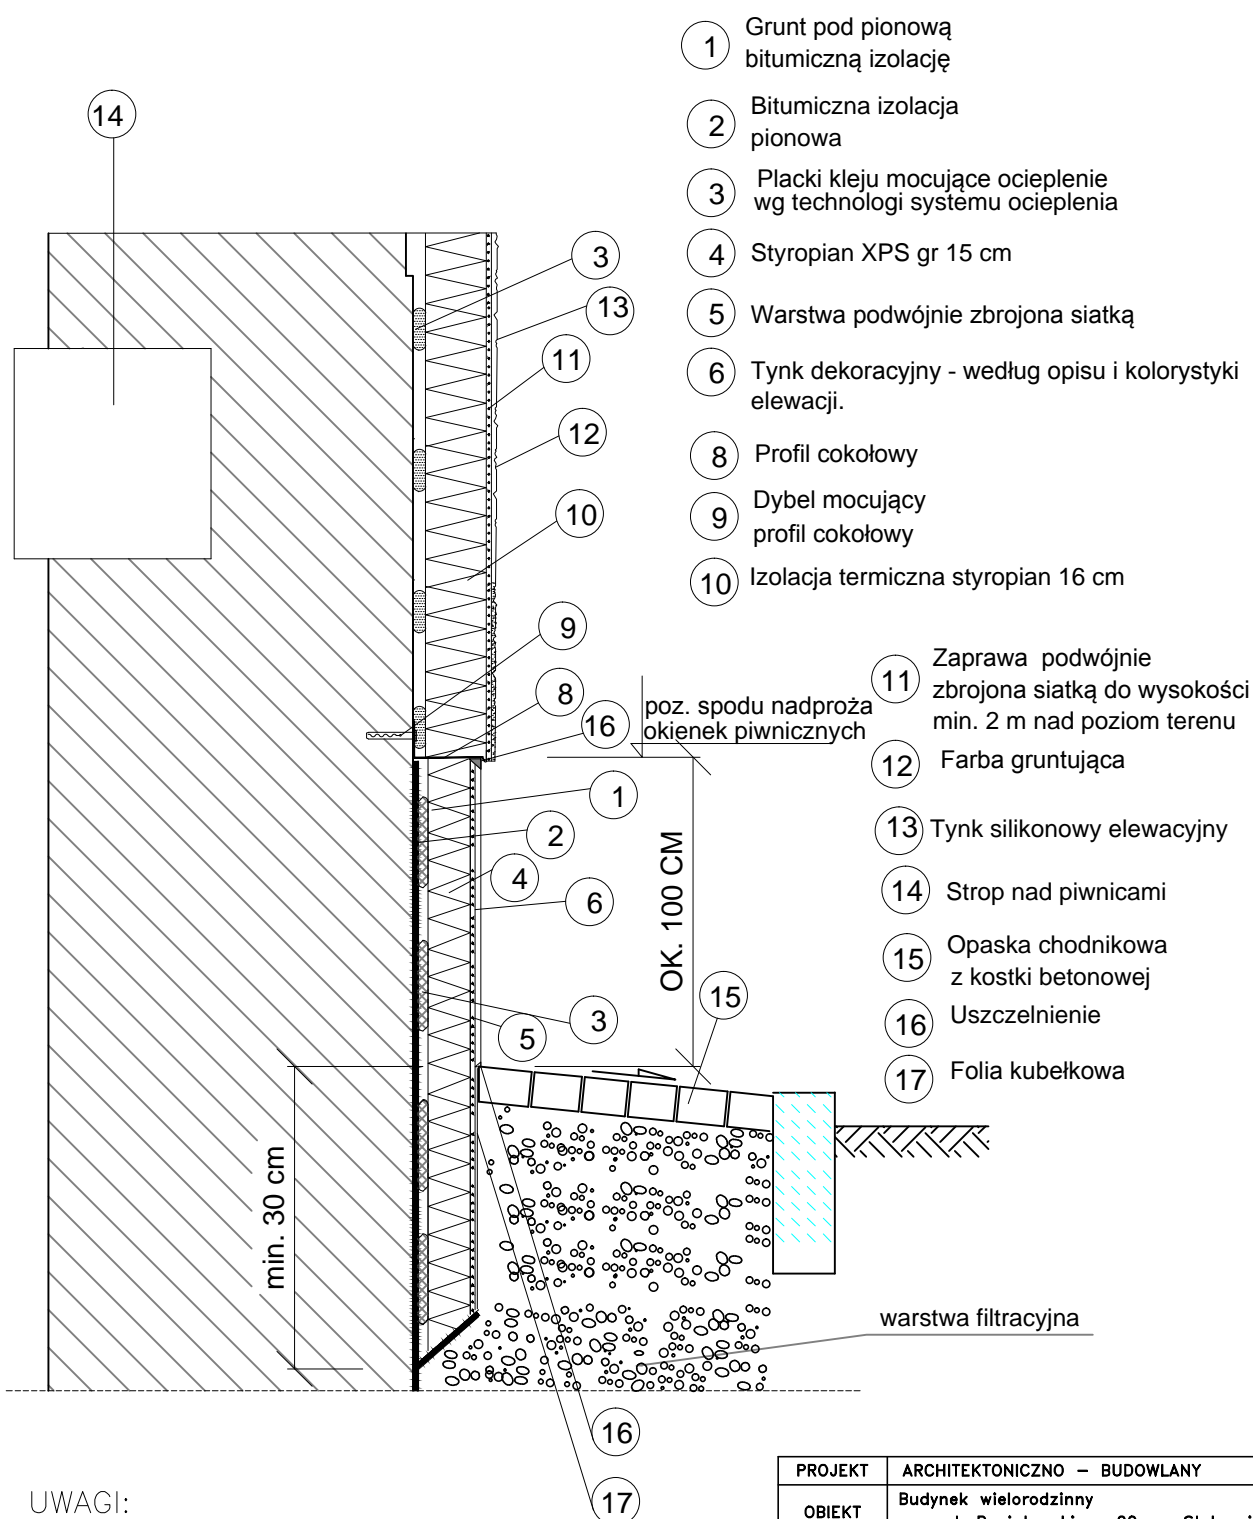 1 Grunt pod pionową
bitumiczną izolację
2 Bitumiczna izolacja
pionowa
3 Placki kleju mocujące ocieplenie
wg technologi systemu ocieplenia
4 Styropian XPS gr 15 cm
5 Warstwa podwójnie zbrojona siatką
6 Tynk dekoracyjny - według opisu i kolorystyki
elewacji.
8 Profil cokołowy
9 Dybel mocujący
profil cokołowy
10 Izolacja termiczna styropian 16 cm
11 Zaprawa podwójnie
zbrojona siatką do wysokości
min. 2 m nad poziom terenu
12 Farba gruntująca
13 Tynk silikonowy elewacyjny
14 Strop nad piwnicami
15 Opaska chodnikowa
z kostki betonowej
16 Uszczelnienie
17 Folia kubełkowa
14
3
13
11
12
10
9
8
16
poz. spodu nadproża
okienek piwnicznych
1
2
4
6
OK. 100 CM
15
3
5
min. 30 cm
warstwa filtracyjna
16
17
UWAGI:
PROJEKT ARCHITEKTONICZNO – BUDOWLANY
OBIEKT Budynek wielorodzinny